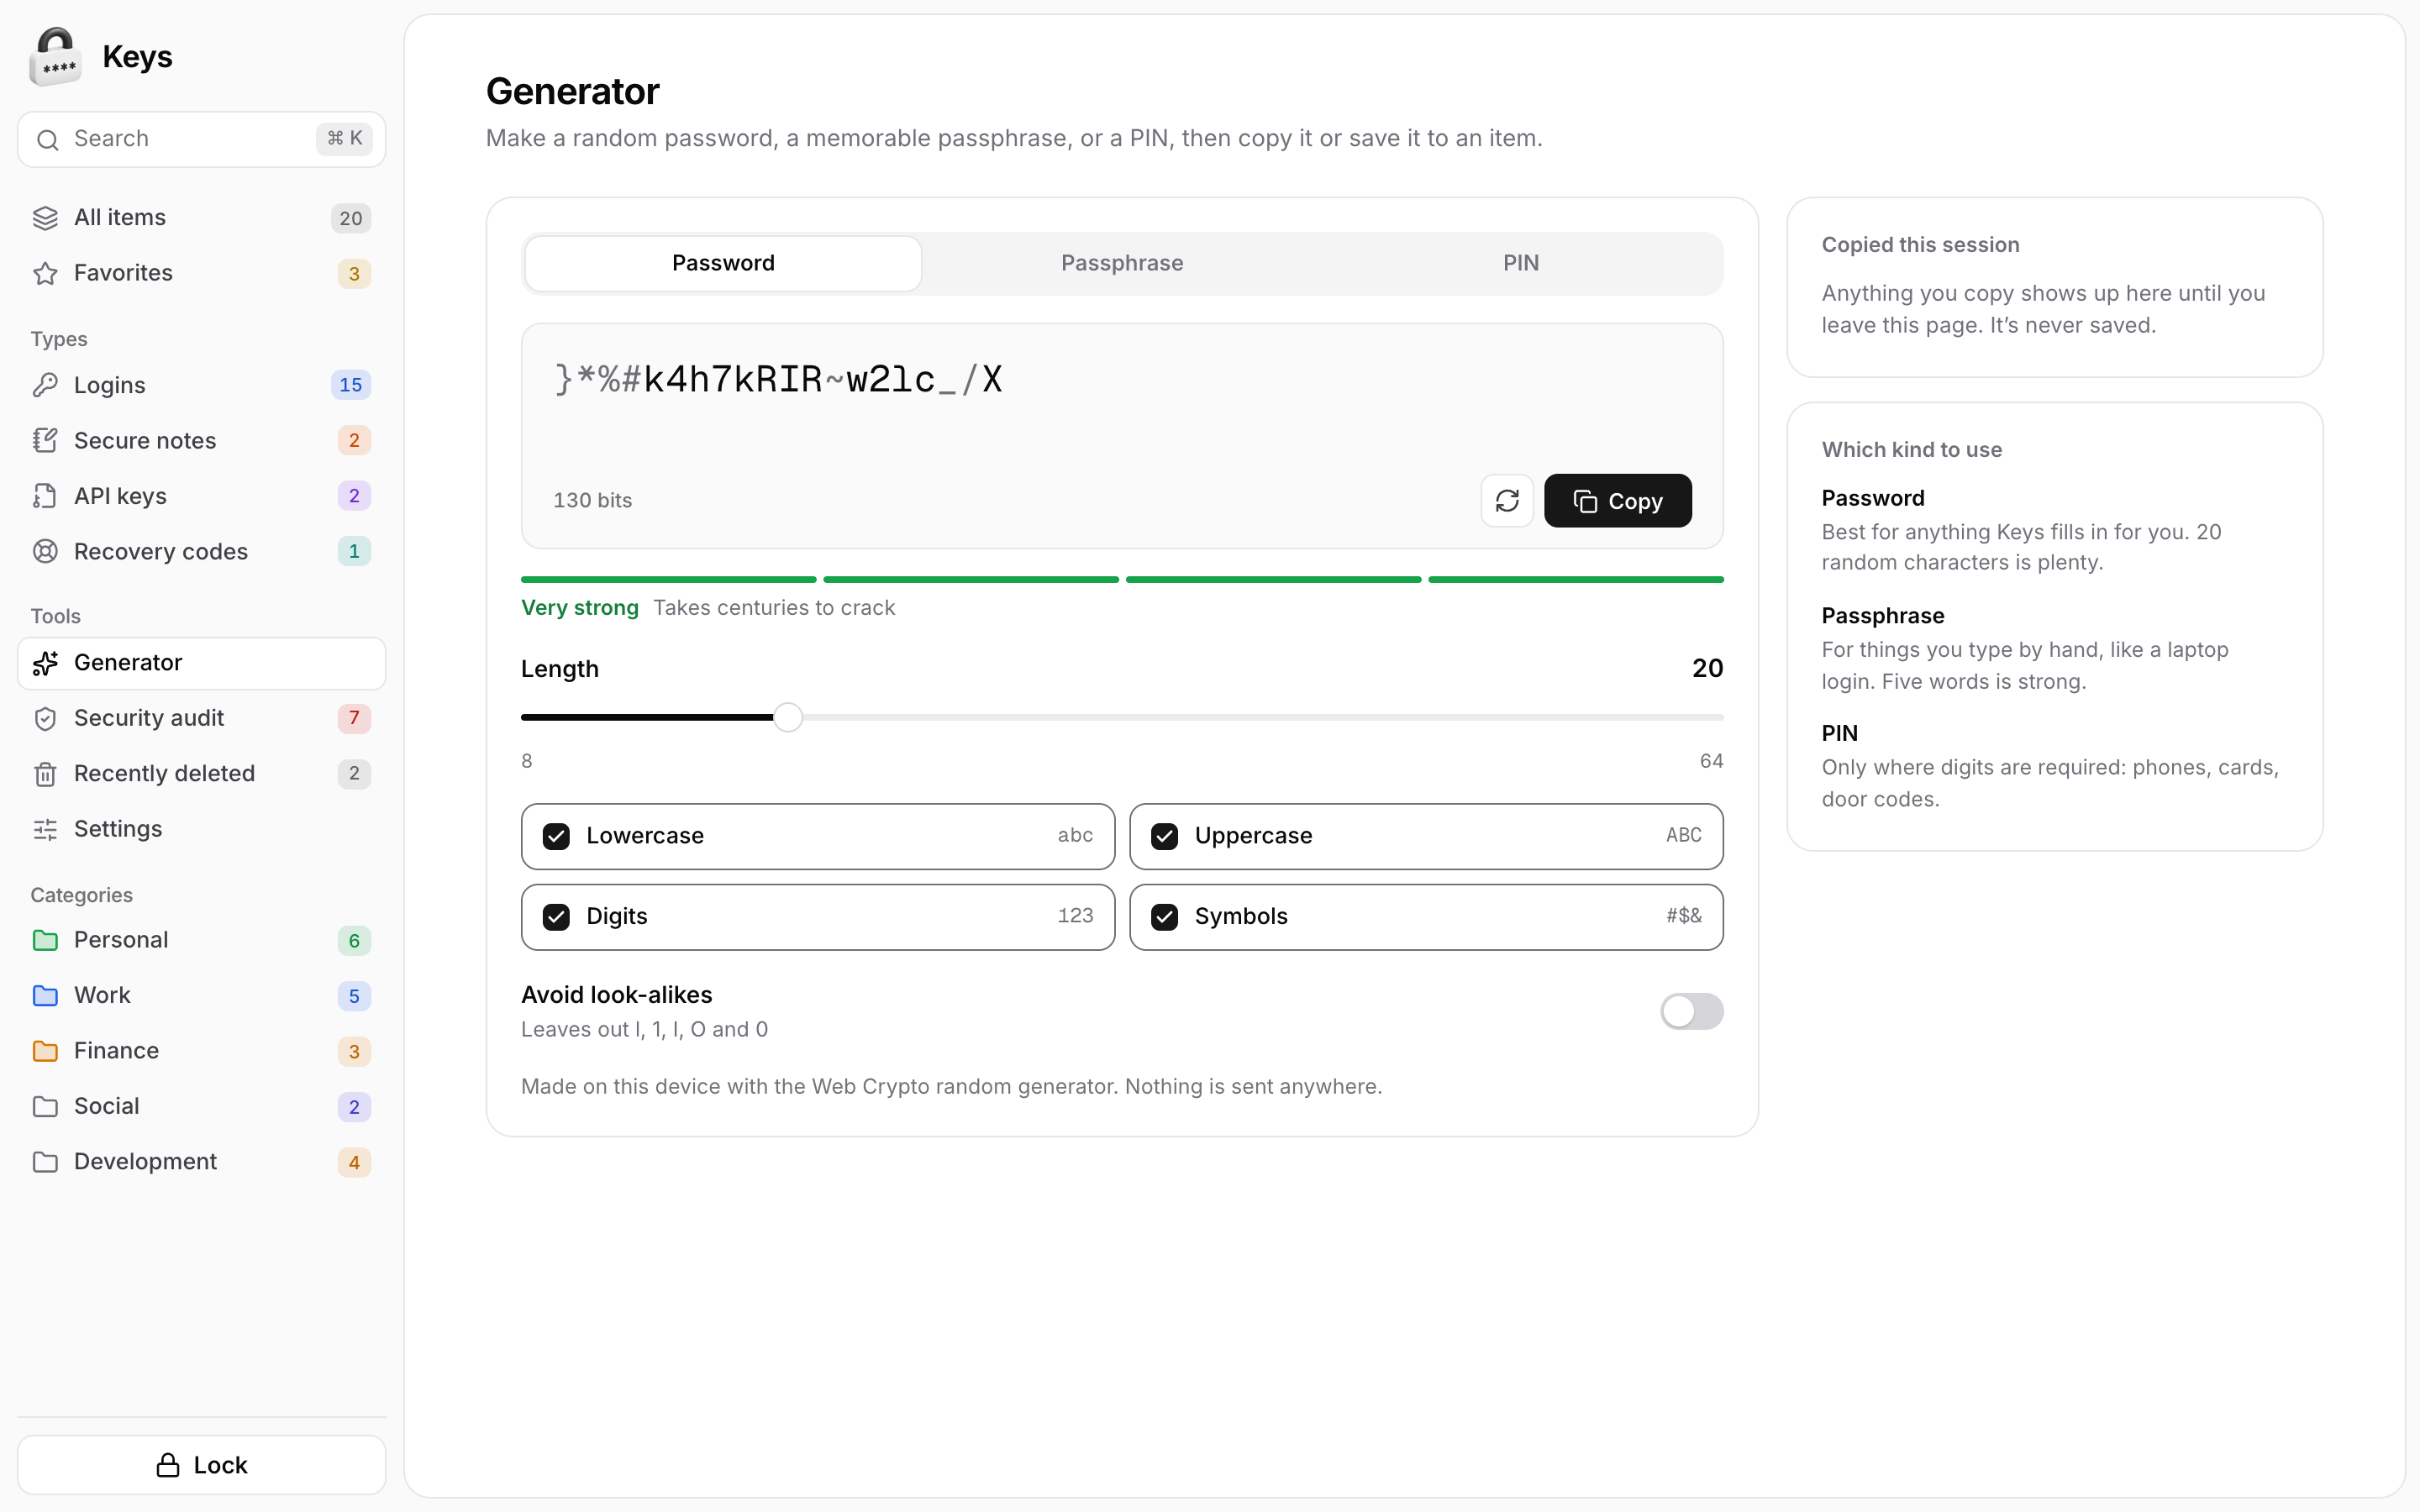 ****
Keys
Search
⌘ K
All items
20
Favorites
3
Types
Logins
15
Secure notes
2
API keys
2
Recovery codes
1
Tools
Generator
Security audit
7
Recently deleted
2
Settings
Categories
Personal
6
Work
5
Finance
3
Social
2
Development
4
Lock
Generator
Make a random password, a memorable passphrase, or a PIN, then copy it or save it to an item.
Password
Passphrase
PIN
}*%#k4h7kRIR~w2lc_/X
130 bits
Copy
Very strong
Takes centuries to crack
Length
20
8
64
Lowercase
abc
Uppercase
ABC
Digits
123
Symbols
#$&
Avoid look-alikes
Leaves out l, 1, I, O and 0
Made on this device with the Web Crypto random generator. Nothing is sent anywhere.
Copied this session
Anything you copy shows up here until you
leave this page. It’s never saved.
Which kind to use
Password
Best for anything Keys fills in for you. 20
random characters is plenty.
Passphrase
For things you type by hand, like a laptop
login. Five words is strong.
PIN
Only where digits are required: phones, cards,
door codes.